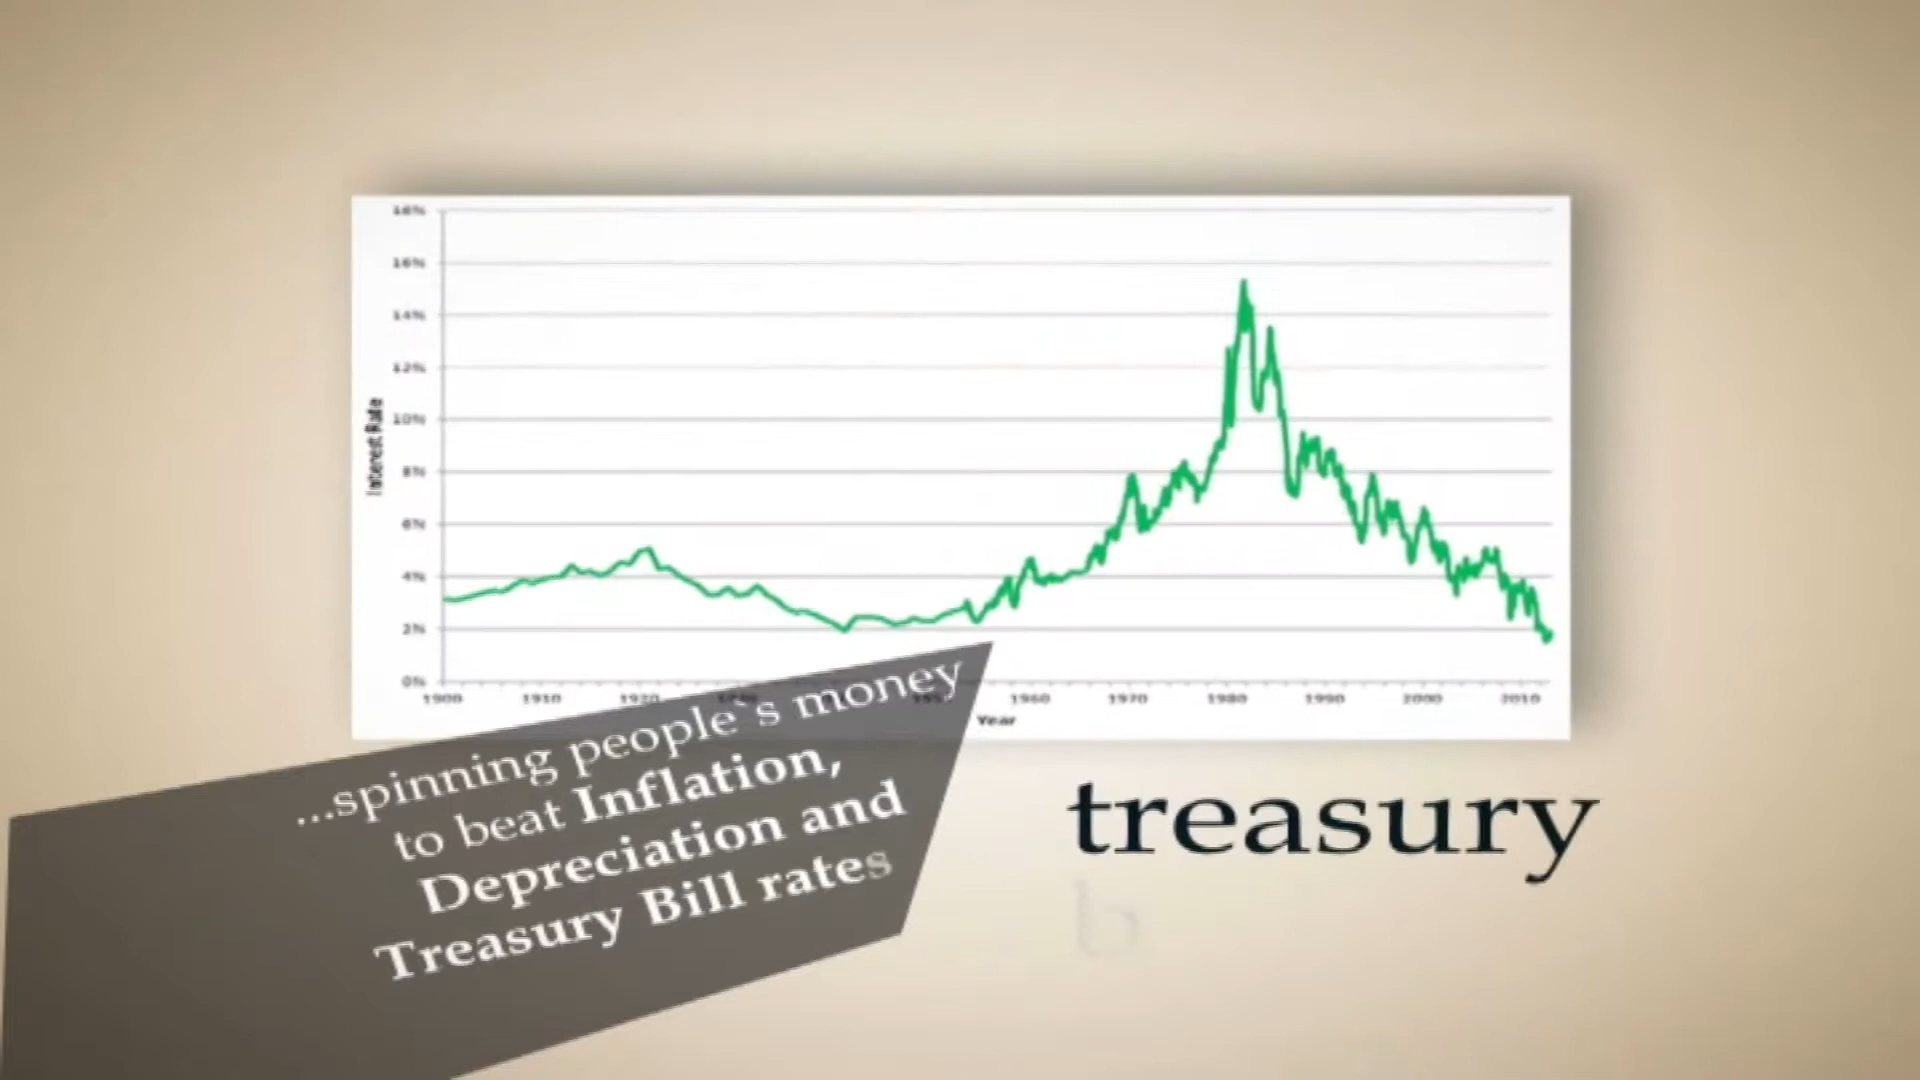 18%
16%
14%
12%
10%
8%
6%
4%
2%
0%
Interest Rate
1900 1910 1920 1960 1970 1980 1990 2000 2010
Year
...spinning people`s money
to beat Inflation,
Depreciation and
Treasury Bill rates
treasury
b